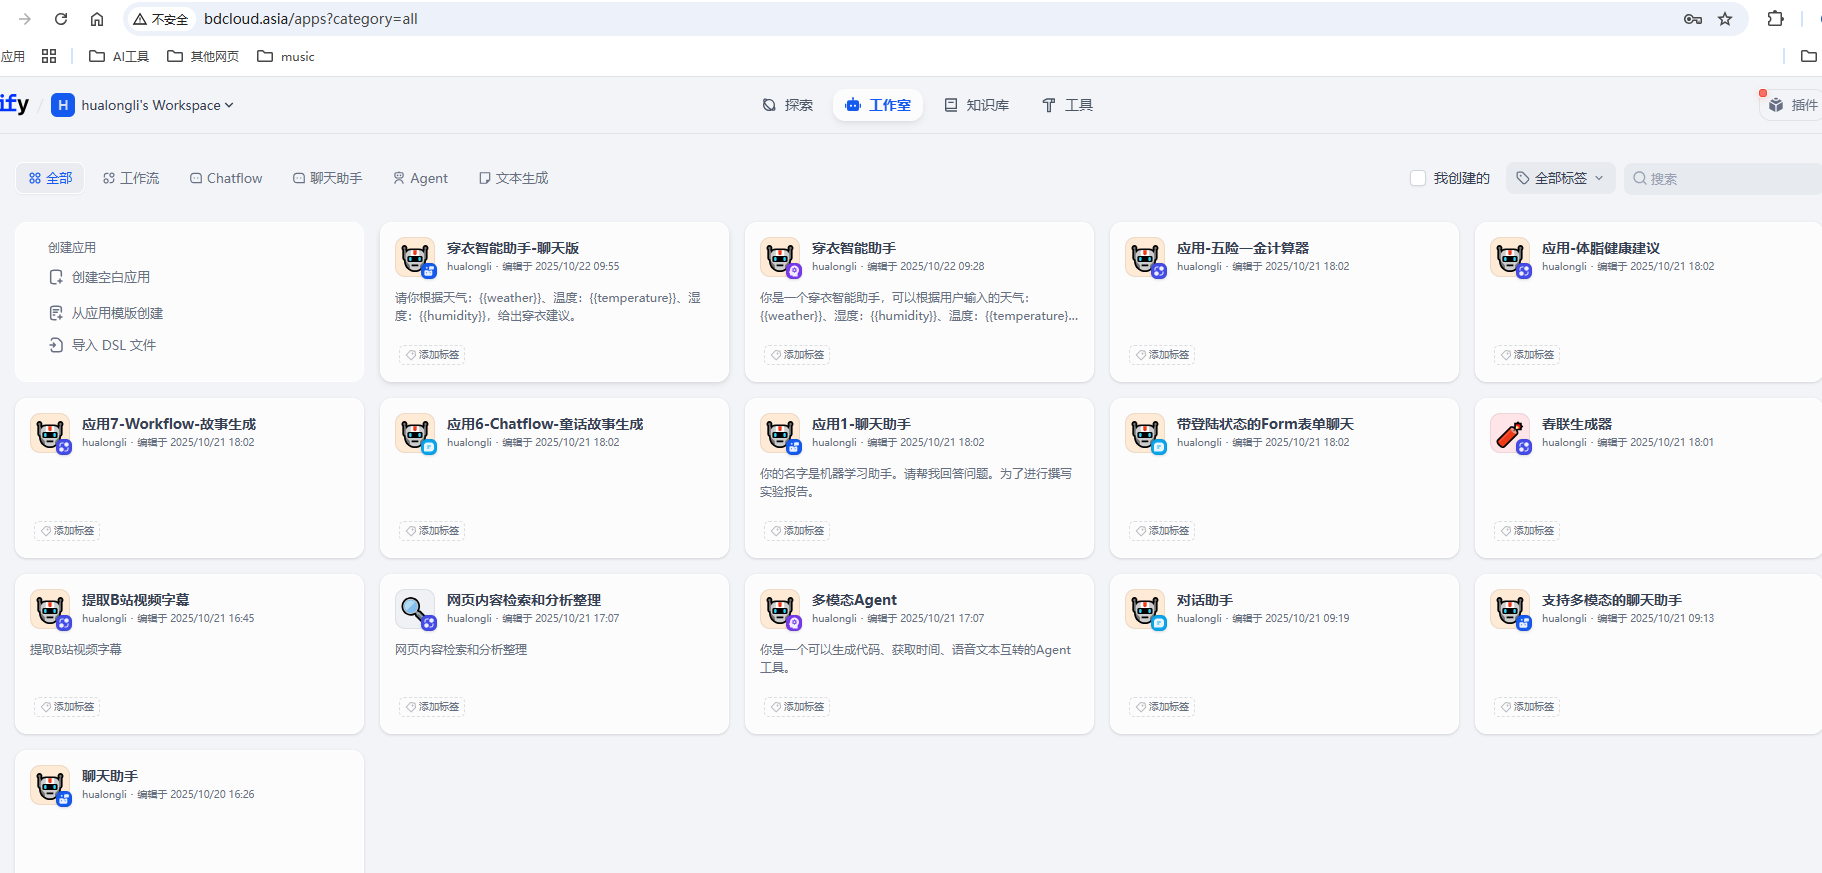 不安全 bdcloud.asia/apps?category=all
应用 AI工具 其他网页 music
ify / H hualongli's Workspace 探索 工作室 知识库 工具 插件
全部 工作流 Chatflow 聊天助手 Agent 文本生成 我创建的 全部标签 搜索
创建应用
创建空白应用
从应用模版创建
导入 DSL 文件
穿衣智能助手-聊天版
hualongli · 编辑于 2025/10/22 09:55
请你根据天气：{{weather}}、温度：{{temperature}}、湿
度：{{humidity}}，给出穿衣建议。
添加标签
穿衣智能助手
hualongli · 编辑于 2025/10/22 09:28
你是一个穿衣智能助手，可以根据用户输入的天气：
{{weather}}、湿度：{{humidity}}、温度：{{temperature}...
添加标签
应用-五险一金计算器
hualongli · 编辑于 2025/10/21 18:02
添加标签
应用-体脂健康建议
hualongli · 编辑于 2025/10/21 18:02
添加标签
应用7-Workflow-故事生成
hualongli · 编辑于 2025/10/21 18:02
添加标签
应用6-Chatflow-童话故事生成
hualongli · 编辑于 2025/10/21 18:02
添加标签
应用1-聊天助手
hualongli · 编辑于 2025/10/21 18:02
你的名字是机器学习助手。请帮我回答问题。为了进行撰写
实验报告。
添加标签
带登陆状态的Form表单聊天
hualongli · 编辑于 2025/10/21 18:02
添加标签
春联生成器
hualongli · 编辑于 2025/10/21 18:01
添加标签
提取B站视频字幕
hualongli · 编辑于 2025/10/21 16:45
提取B站视频字幕
添加标签
网页内容检索和分析整理
hualongli · 编辑于 2025/10/21 17:07
网页内容检索和分析整理
添加标签
多模态Agent
hualongli · 编辑于 2025/10/21 17:07
你是一个可以生成代码、获取时间、语音文本互转的Agent
工具。
添加标签
对话助手
hualongli · 编辑于 2025/10/21 09:19
添加标签
支持多模态的聊天助手
hualongli · 编辑于 2025/10/21 09:13
添加标签
聊天助手
hualongli · 编辑于 2025/10/20 16:26